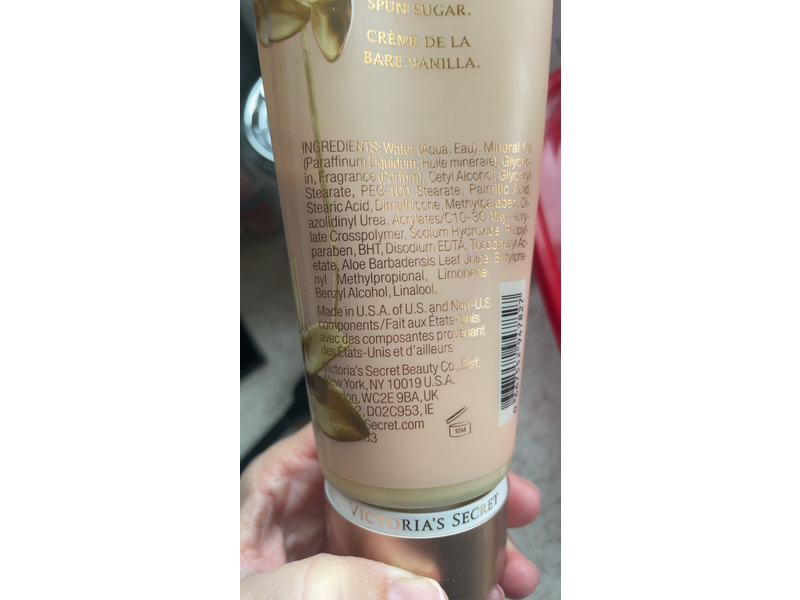 SPUN SUGAR.
CRÈME DE LA
BARE VANILLA.
INGREDIENTS: Water (Aqua, Eau), Mineral Oil
(Paraffinum Liquidum, Huile minérale), Glycer-
in, Fragrance (Parfum), Cetyl Alcohol, Glyceryl
Stearate, PEG-100 Stearate, Palmitic Acid,
Stearic Acid, Dimethicone, Methylparaben, Di-
azolidinyl Urea, Acrylates/C10-30 Alkyl Acry-
late Crosspolymer, Sodium Hydroxide, Propyl-
paraben, BHT, Disodium EDTA, Tocopheryl Ac-
etate, Aloe Barbadensis Leaf Juice, Butylphe-
nyl Methylpropional, Limonene,
Benzyl Alcohol, Linalool.
Made in U.S.A. of U.S. and Non-U.S.
components/Fait aux États-Unis
avec des composantes provenant
des États-Unis et d'ailleurs
Victoria's Secret Beauty Co., Dist.
New York, NY 10019 U.S.A.
WC2E 9BA, UK
D02C953, IE
Secret.com
12M
VICTORIA'S SECRET